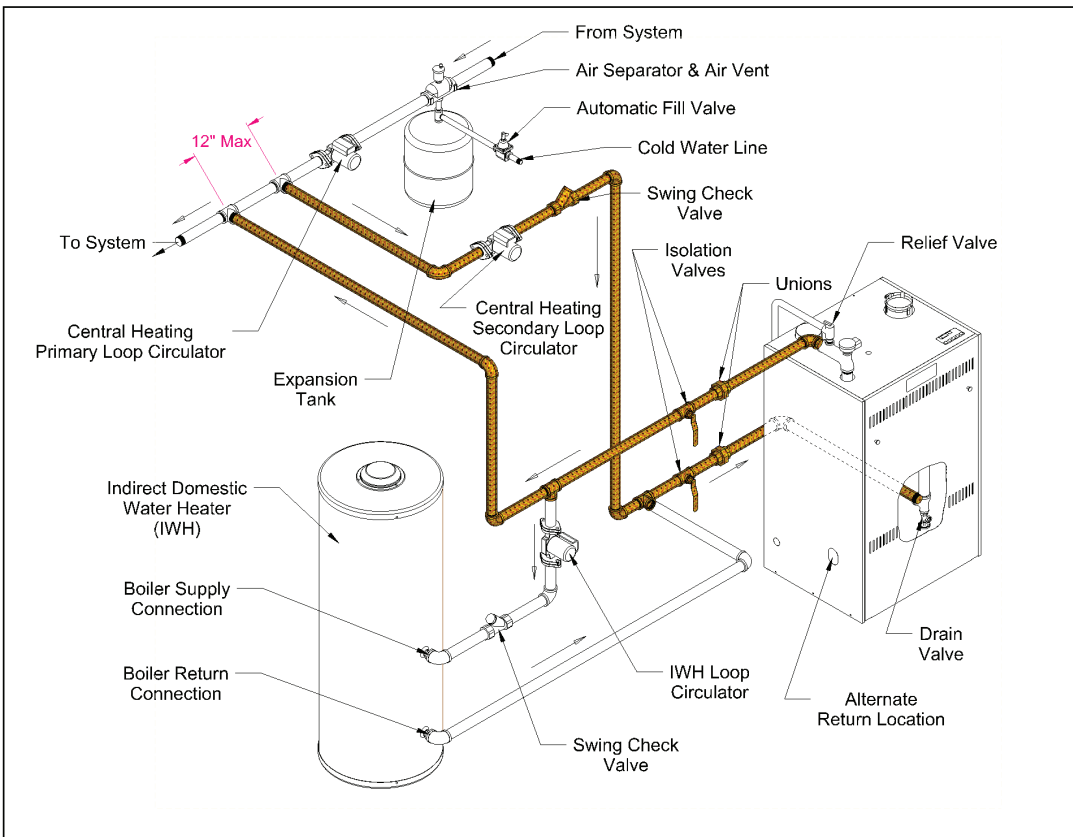 From System
Air Separator & Air Vent
Automatic Fill Valve
12" Max
Cold Water Line
Swing Check
Valve
To System
Isolation
Valves
Relief Valve
Unions
Central Heating
Primary Loop Circulator
Central Heating
Secondary Loop
Circulator
Expansion
Tank
Indirect Domestic
Water Heater
(IWH)
Boiler Supply
Connection
Boiler Return
Connection
IWH Loop
Circulator
Drain
Valve
Alternate
Return Location
Swing Check
Valve